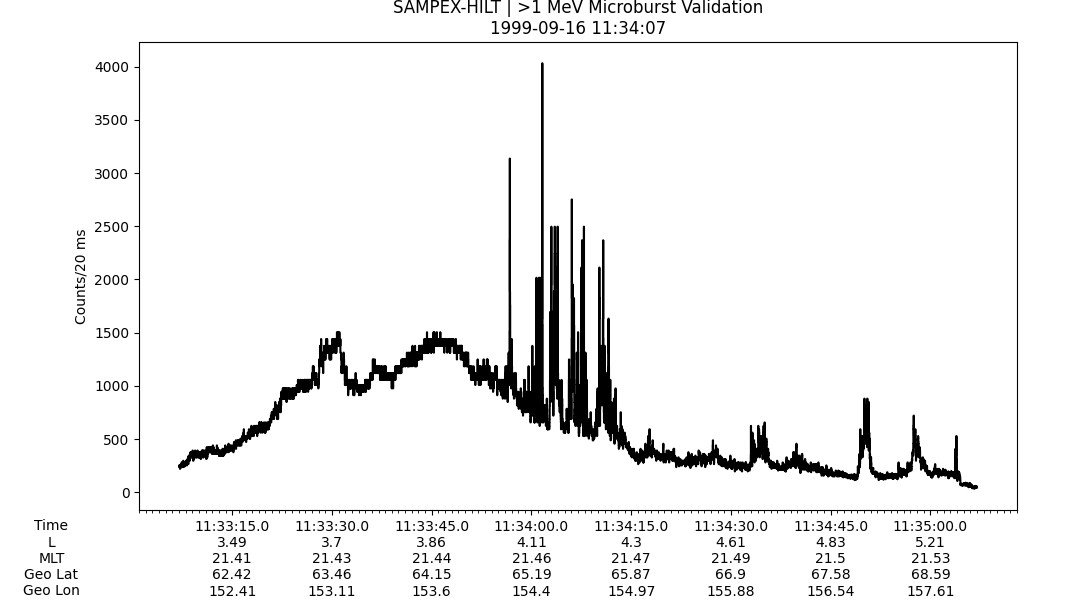 SAMPEX-HILT | >1 MeV Microburst Validation
1999-09-16 11:34:07
Counts/20 ms
4000
3500
3000
2500
2000
1500
1000
500
0
Time 11:33:15.0 11:33:30.0 11:33:45.0 11:34:00.0 11:34:15.0 11:34:30.0 11:34:45.0 11:35:00.0
L 3.49 3.7 3.86 4.11 4.3 4.61 4.83 5.21
MLT 21.41 21.43 21.44 21.46 21.47 21.49 21.5 21.53
Geo Lat 62.42 63.46 64.15 65.19 65.87 66.9 67.58 68.59
Geo Lon 152.41 153.11 153.6 154.4 154.97 155.88 156.54 157.61